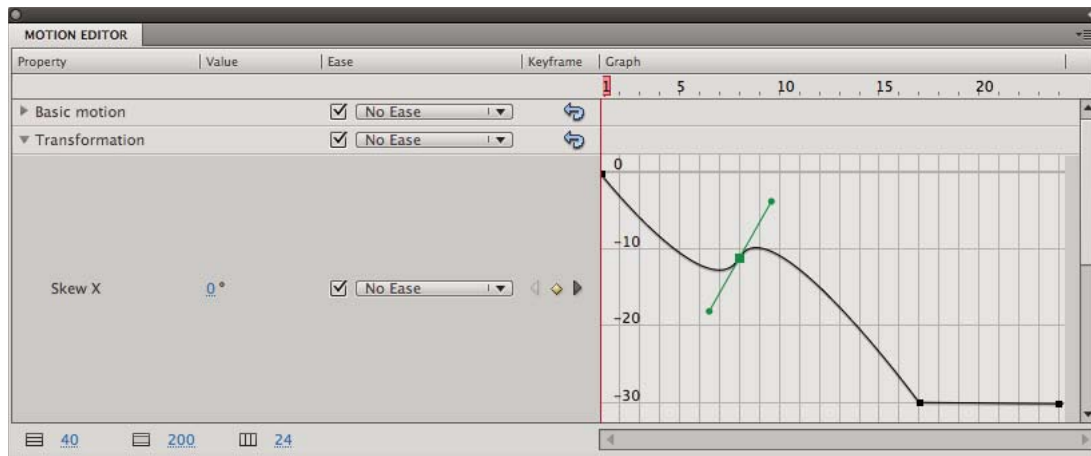 MOTION EDITOR
Property Value Ease Keyframe Graph
1 5 10 15 20
Basic motion No Ease
Transformation No Ease
0
-10
Skew X 0° No Ease
-20
-30
40 200 24